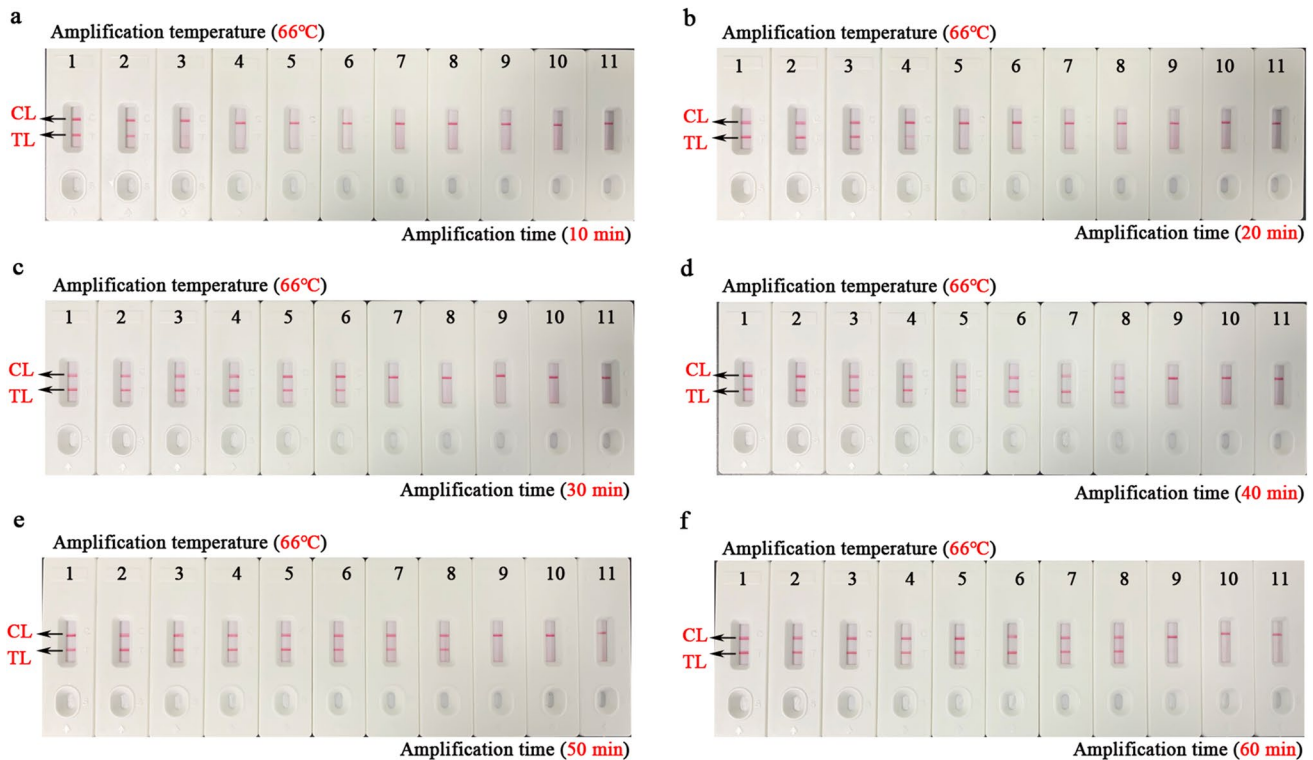 a
Amplification temperature (66℃)
1 2 3 4 5 6 7 8 9 10 11
CL
TL
Amplification time (10 min)
b
Amplification temperature (66℃)
1 2 3 4 5 6 7 8 9 10 11
CL
TL
Amplification time (20 min)
c
Amplification temperature (66℃)
1 2 3 4 5 6 7 8 9 10 11
CL
TL
Amplification time (30 min)
d
Amplification temperature (66℃)
1 2 3 4 5 6 7 8 9 10 11
CL
TL
Amplification time (40 min)
e
Amplification temperature (66℃)
1 2 3 4 5 6 7 8 9 10 11
CL
TL
Amplification time (50 min)
f
Amplification temperature (66℃)
1 2 3 4 5 6 7 8 9 10 11
CL
TL
Amplification time (60 min)